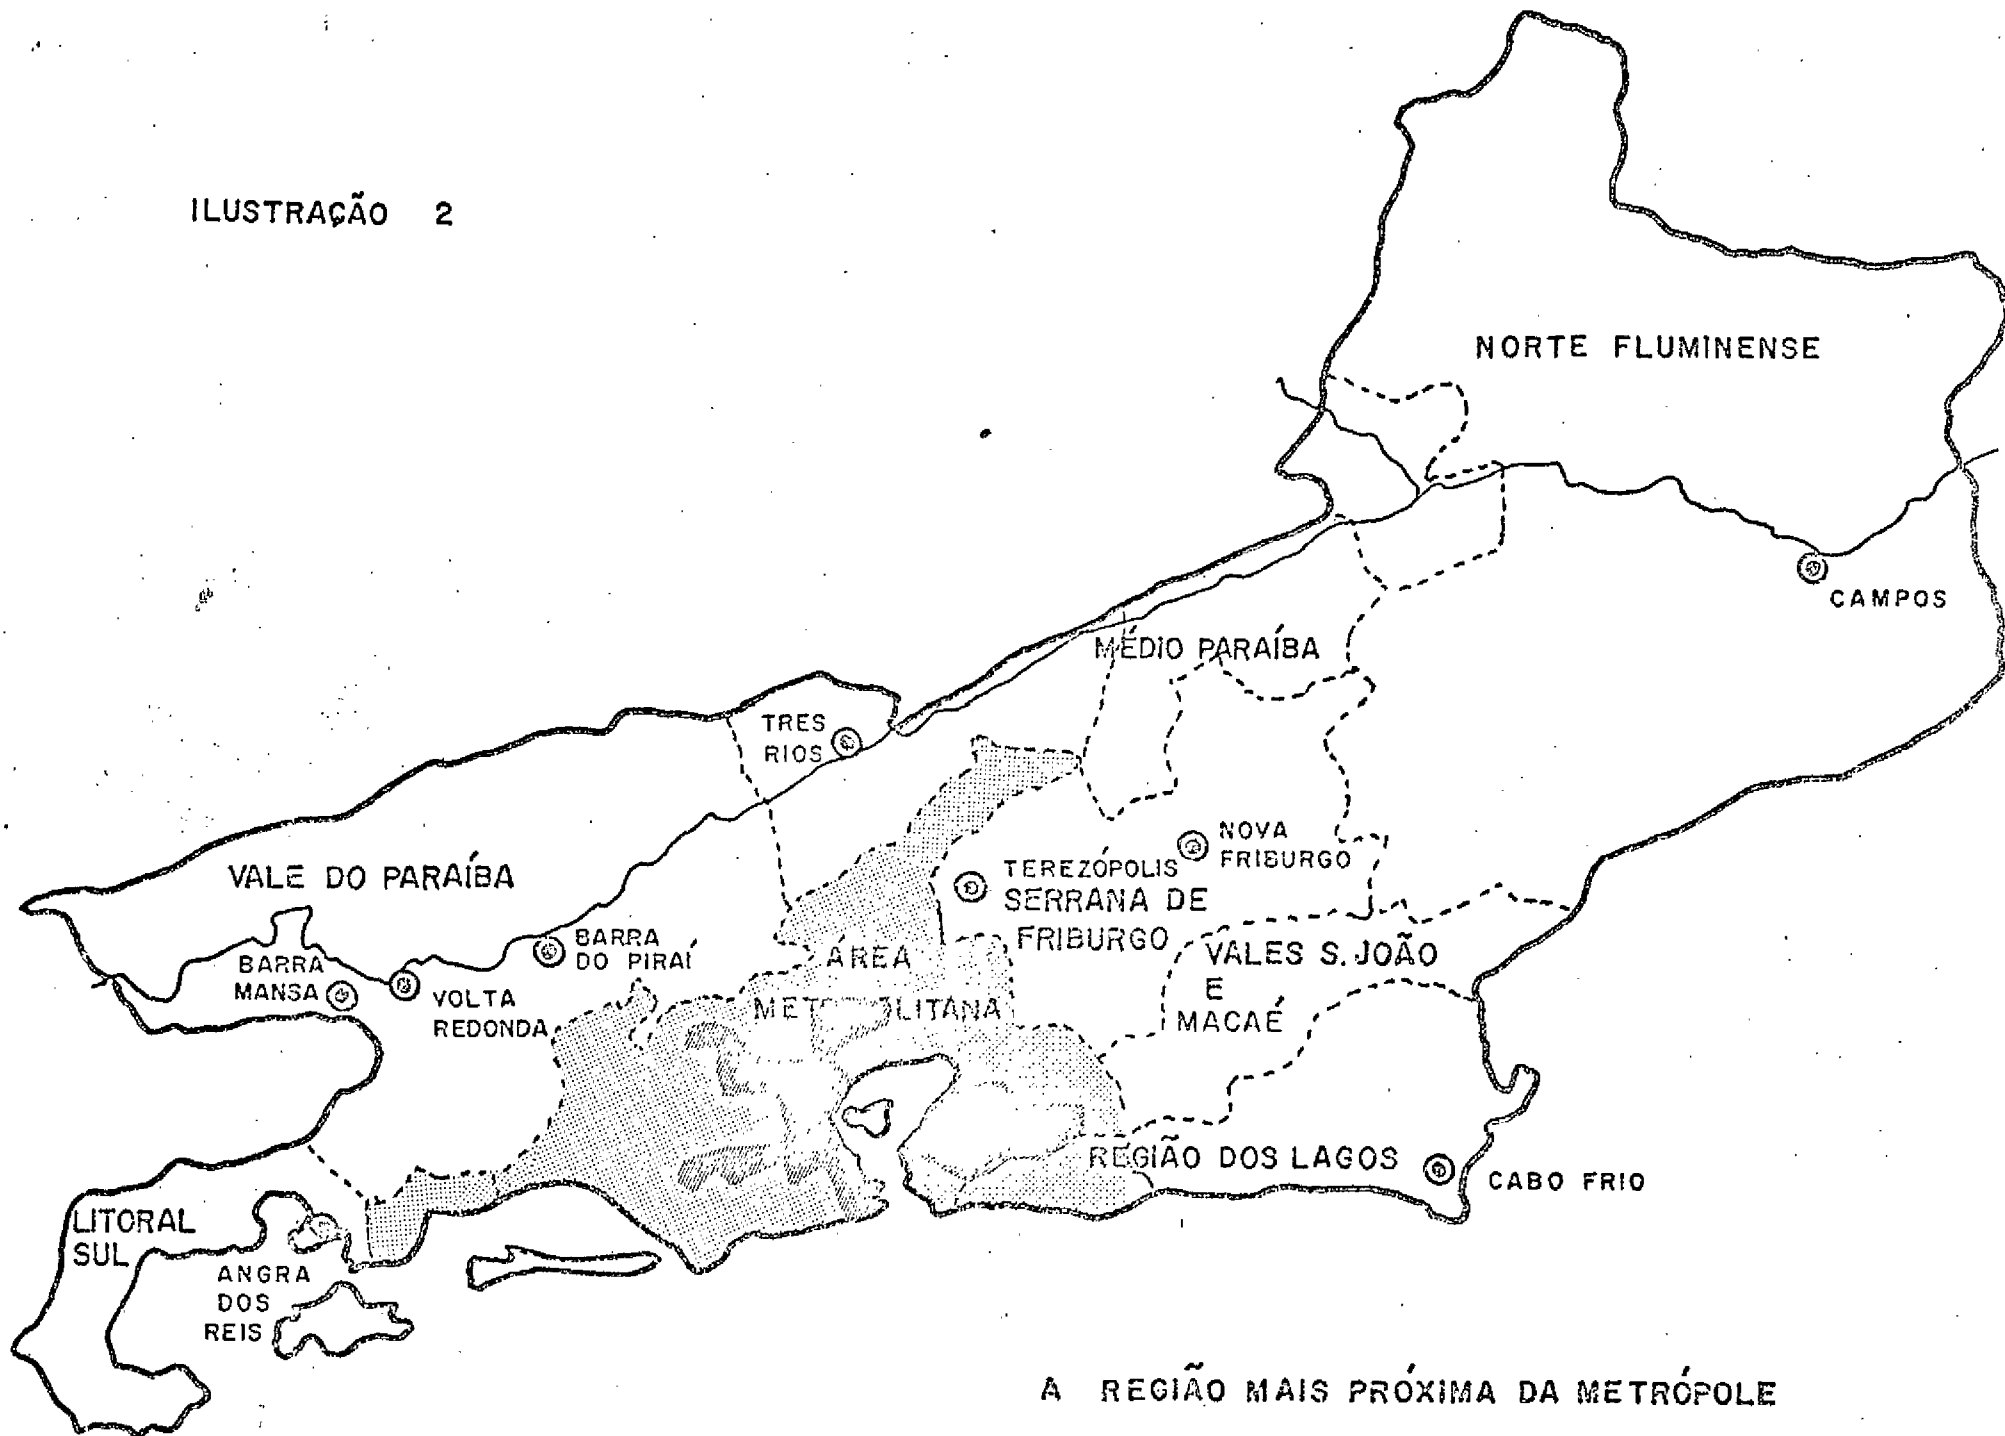 ILUSTRAÇÃO 2
NORTE FLUMINENSE
CAMPOS
MÉDIO PARAÍBA
TRES
RIOS
NOVA
FRIBURGO
TEREZÓPOLIS
SERRANA DE
FRIBURGO
VALE DO PARAÍBA
BARRA
DO PIRAÍ
BARRA
MANSA
VOLTA
REDONDA
ÁREA
METROPOLITANA
VALES S. JOÃO
E
MACAÉ
REGIÃO DOS LAGOS
CABO FRIO
LITORAL
SUL
ANGRA
DOS
REIS
A REGIÃO MAIS PRÓXIMA DA METRÓPOLE